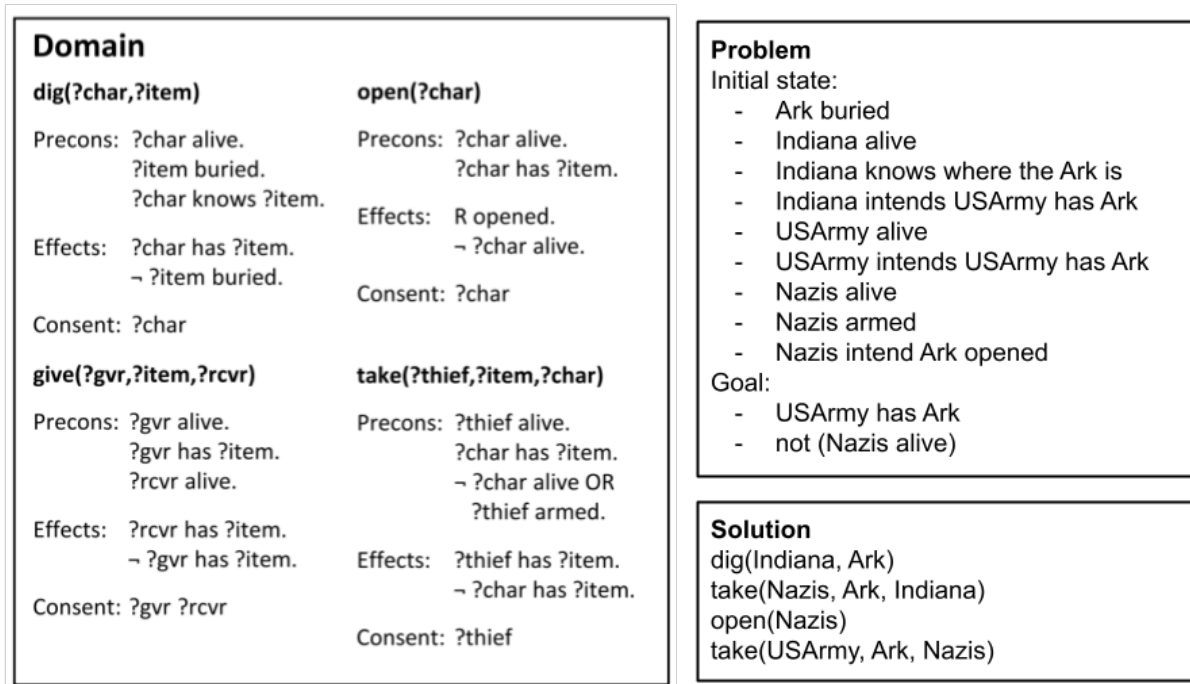 Domain
dig(?char,?item)
Precons: ?char alive.
?item buried.
?char knows ?item.
Effects: ?char has ?item.
¬ ?item buried.
Consent: ?char
open(?char)
Precons: ?char alive.
?char has ?item.
Effects: R opened.
¬ ?char alive.
Consent: ?char
give(?gvr,?item,?rcvr)
Precons: ?gvr alive.
?gvr has ?item.
?rcvr alive.
Effects: ?rcvr has ?item.
¬ ?gvr has ?item.
Consent: ?gvr ?rcvr
take(?thief,?item,?char)
Precons: ?thief alive.
?char has ?item.
¬ ?char alive OR
?thief armed.
Effects: ?thief has ?item.
¬ ?char has ?item.
Consent: ?thief
Problem
Initial state:
- Ark buried
- Indiana alive
- Indiana knows where the Ark is
- Indiana intends USArmy has Ark
- USArmy alive
- USArmy intends USArmy has Ark
- Nazis alive
- Nazis armed
- Nazis intend Ark opened
Goal:
- USArmy has Ark
- not (Nazis alive)
Solution
dig(Indiana, Ark)
take(Nazis, Ark, Indiana)
open(Nazis)
take(USArmy, Ark, Nazis)